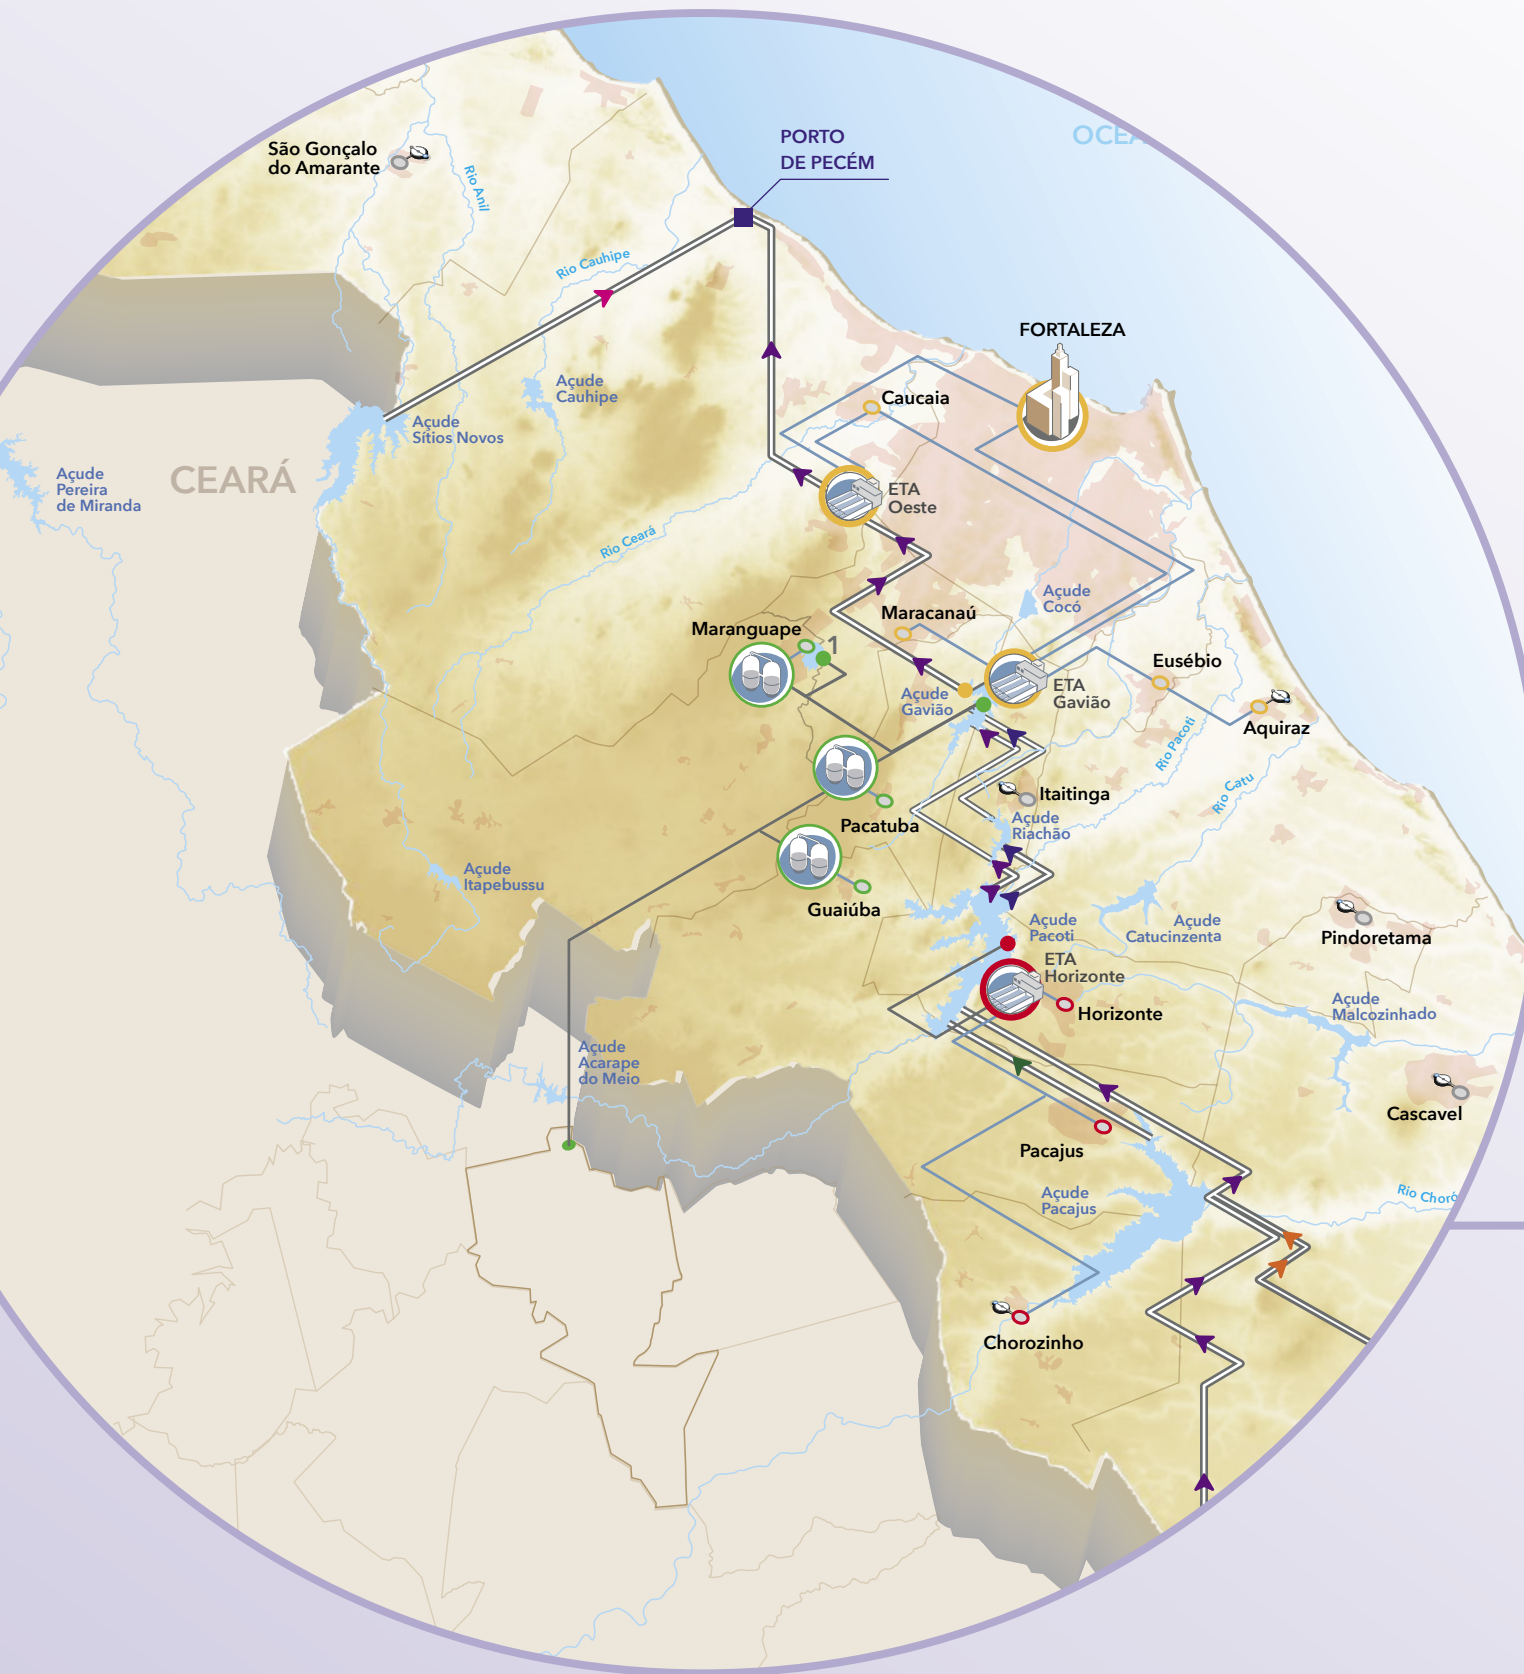 PORTO
DE PECÉM
São Gonçalo
do Amarante
Rio Anil
Rio Cauhipe
FORTALEZA
Açude
Cauhipe
Caucaia
Açude
Sítios Novos
CEARÁ
Açude
Pereira
de Miranda
ETA
Oeste
Rio Ceará
Açude
Cocó
Maracanaú
Maranguape
1
Eusébio
ETA
Gavião
Açude
Gavião
Aquiraz
Rio Pacoti
Rio Catu
Itaitinga
Açude
Riachão
Pacatuba
Açude
Itapebussu
Guaiúba
Açude
Pacoti
Açude
Catucinzenta
Pindoretama
ETA
Horizonte
Horizonte
Açude
Malcozinhado
Açude
Acarape
do Meio
Cascavel
Pacajus
Açude
Pacajus
Rio Choró
Chorozinho